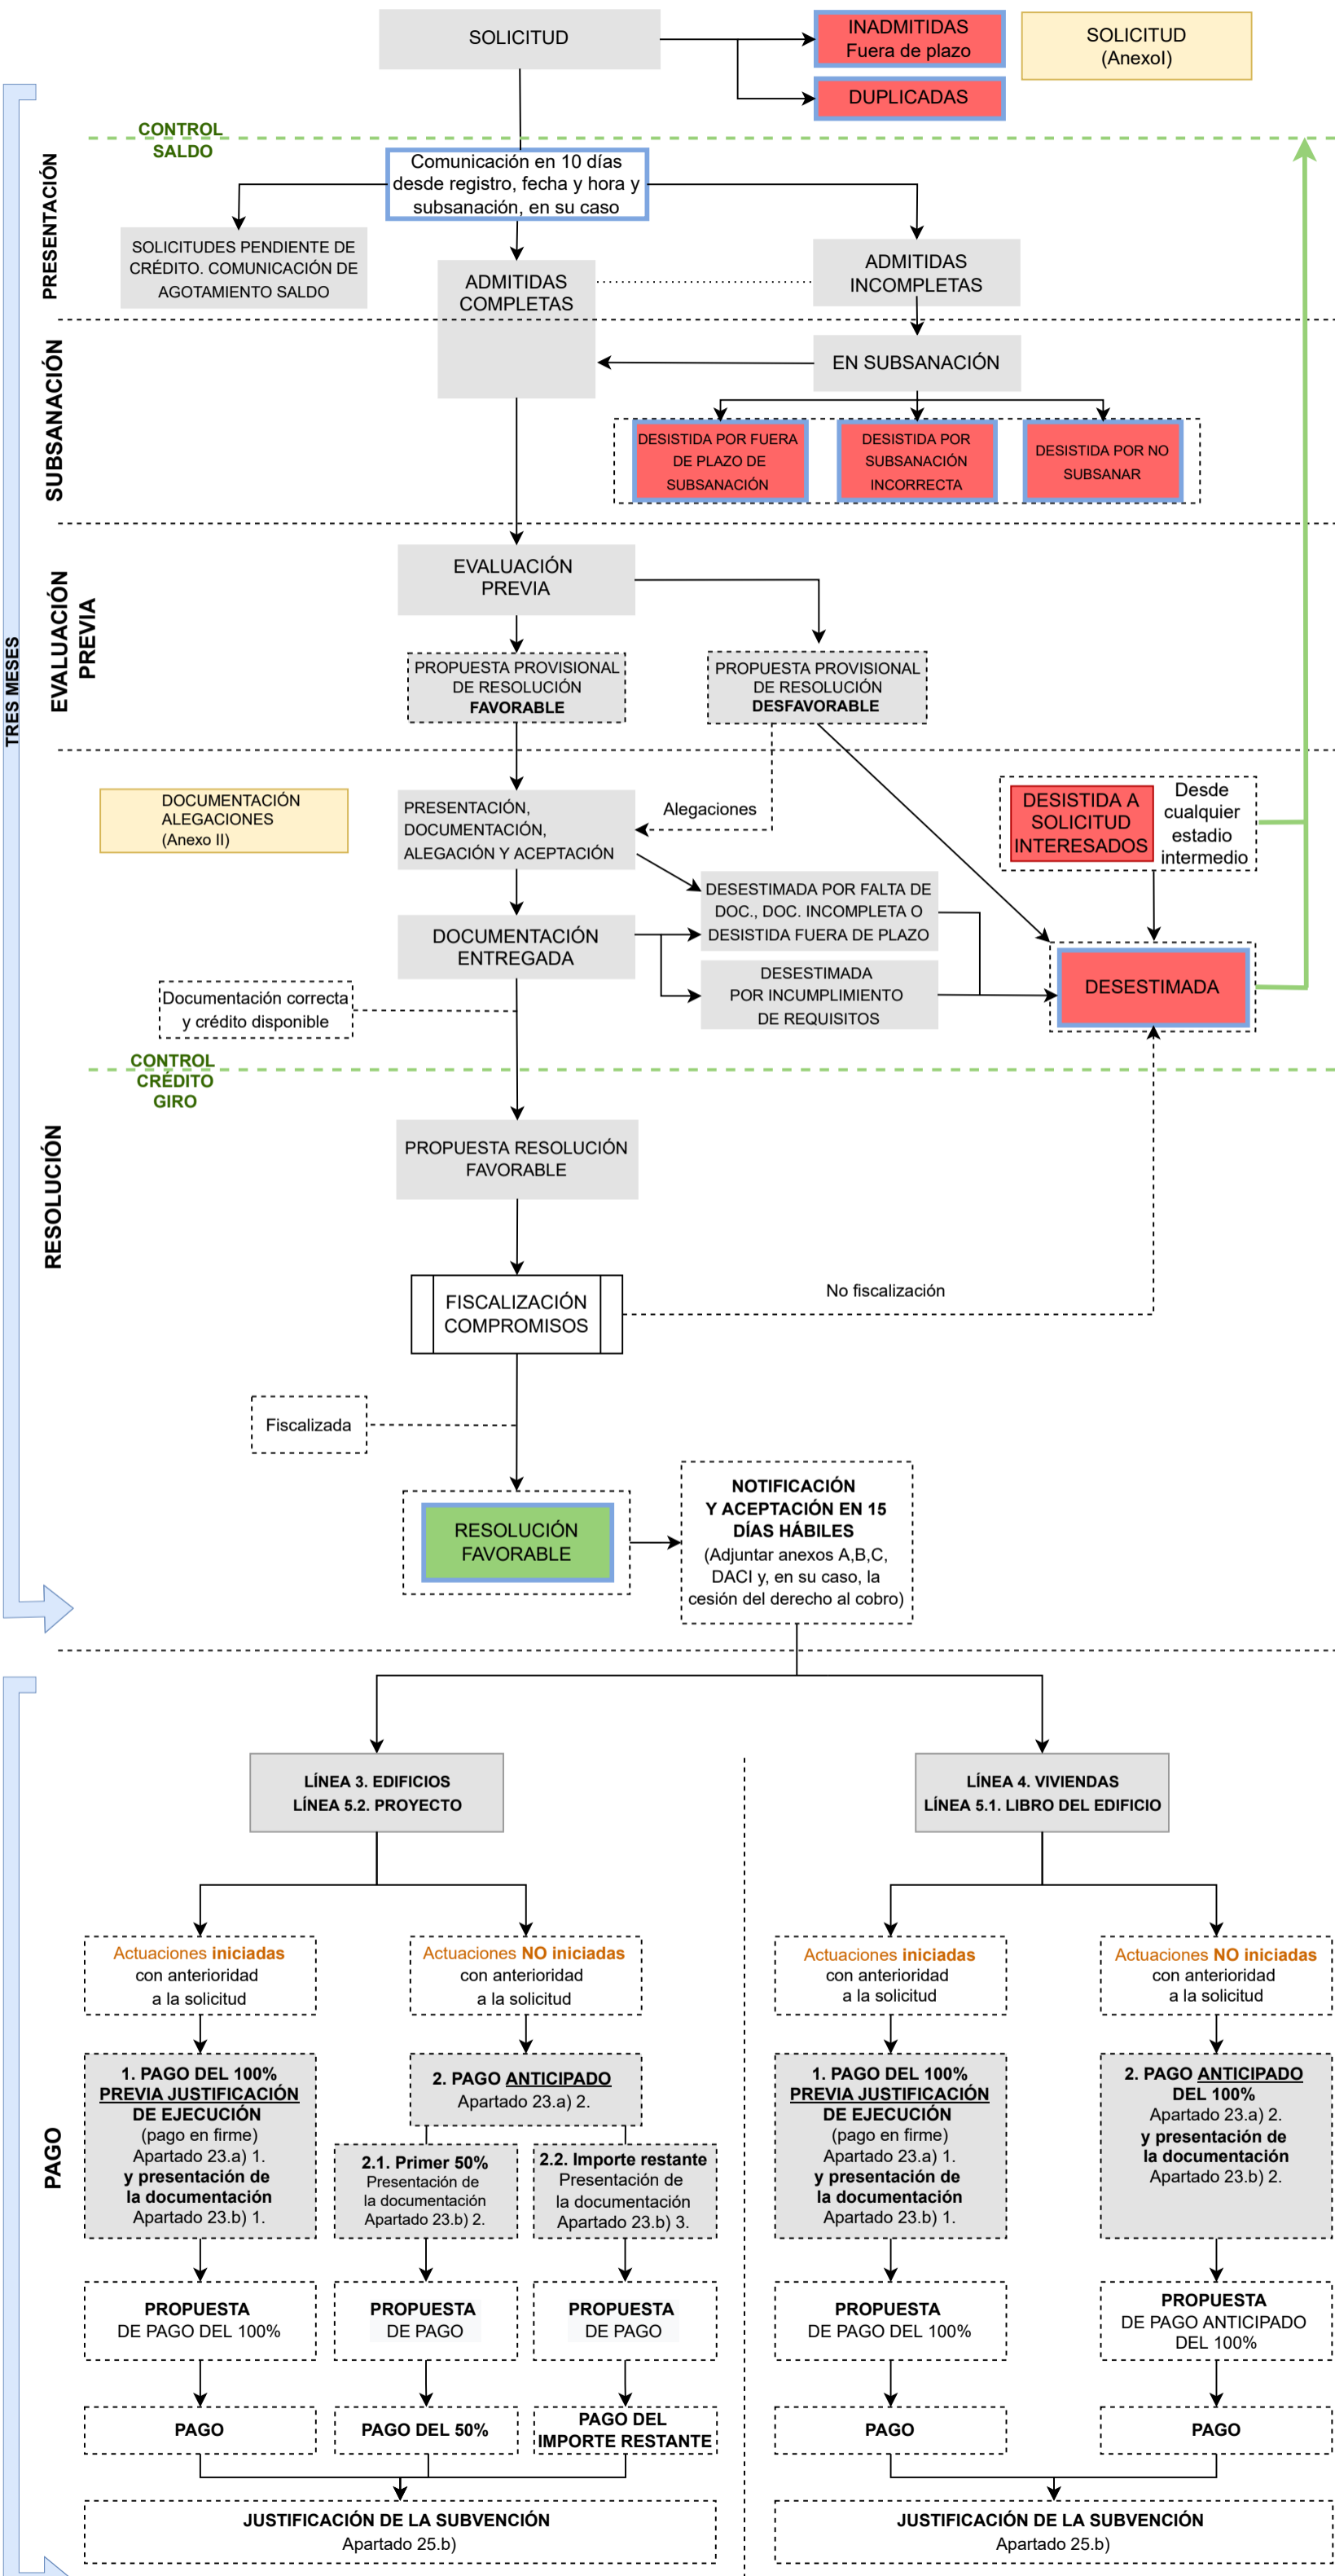 SOLICITUD
INADMITIDAS
Fuera de plazo
DUPLICADAS
SOLICITUD
(AnexoI)
TRES MESES
CONTROL
SALDO
PRESENTACIÓN
Comunicación en 10 días
desde registro, fecha y hora y
subsanación, en su caso
SOLICITUDES PENDIENTE DE
CRÉDITO. COMUNICACIÓN DE
AGOTAMIENTO SALDO
ADMITIDAS
COMPLETAS
ADMITIDAS
INCOMPLETAS
SUBSANACIÓN
EN SUBSANACIÓN
DESISTIDA POR FUERA
DE PLAZO DE
SUBSANACIÓN
DESISTIDA POR
SUBSANACIÓN
INCORRECTA
DESISTIDA POR NO
SUBSANAR
EVALUACIÓN
PREVIA
EVALUACIÓN
PREVIA
PROPUESTA PROVISIONAL
DE RESOLUCIÓN
FAVORABLE
PROPUESTA PROVISIONAL
DE RESOLUCIÓN
DESFAVORABLE
RESOLUCIÓN
DOCUMENTACIÓN
ALEGACIONES
(Anexo II)
PRESENTACIÓN,
DOCUMENTACIÓN,
ALEGACIÓN Y ACEPTACIÓN
Alegaciones
DESISTIDA A
SOLICITUD
INTERESADOS
Desde
cualquier
estadio
intermedio
DOCUMENTACIÓN
ENTREGADA
DESESTIMADA POR FALTA DE
DOC., DOC. INCOMPLETA O
DESISTIDA FUERA DE PLAZO
DESESTIMADA
POR INCUMPLIMIENTO
DE REQUISITOS
DESESTIMADA
Documentación correcta
y crédito disponible
CONTROL
CRÉDITO
GIRO
PROPUESTA RESOLUCIÓN
FAVORABLE
FISCALIZACIÓN
COMPROMISOS
No fiscalización
Fiscalizada
RESOLUCIÓN
FAVORABLE
NOTIFICACIÓN
Y ACEPTACIÓN EN 15
DÍAS HÁBILES
(Adjuntar anexos A,B,C,
DACI y, en su caso, la
cesión del derecho al cobro)
PAGO
LÍNEA 3. EDIFICIOS
LÍNEA 5.2. PROYECTO
LÍNEA 4. VIVIENDAS
LÍNEA 5.1. LIBRO DEL EDIFICIO
Actuaciones iniciadas
con anterioridad
a la solicitud
Actuaciones NO iniciadas
con anterioridad
a la solicitud
Actuaciones iniciadas
con anterioridad
a la solicitud
Actuaciones NO iniciadas
con anterioridad
a la solicitud
1. PAGO DEL 100%
PREVIA JUSTIFICACIÓN
DE EJECUCIÓN
(pago en firme)
Apartado 23.a) 1.
y presentación de
la documentación
Apartado 23.b) 1.
2. PAGO ANTICIPADO
Apartado 23.a) 2.
2.1. Primer 50%
Presentación de
la documentación
Apartado 23.b) 2.
2.2. Importe restante
Presentación de
la documentación
Apartado 23.b) 3.
1. PAGO DEL 100%
PREVIA JUSTIFICACIÓN
DE EJECUCIÓN
(pago en firme)
Apartado 23.a) 1.
y presentación de
la documentación
Apartado 23.b) 1.
2. PAGO ANTICIPADO
DEL 100%
Apartado 23.a) 2.
y presentación de
la documentación
Apartado 23.b) 2.
PROPUESTA
DE PAGO DEL 100%
PROPUESTA
DE PAGO
PROPUESTA
DE PAGO
PROPUESTA
DE PAGO DEL 100%
PROPUESTA
DE PAGO ANTICIPADO
DEL 100%
PAGO
PAGO DEL 50%
PAGO DEL
IMPORTE RESTANTE
PAGO
PAGO
JUSTIFICACIÓN DE LA SUBVENCIÓN
Apartado 25.b)
JUSTIFICACIÓN DE LA SUBVENCIÓN
Apartado 25.b)